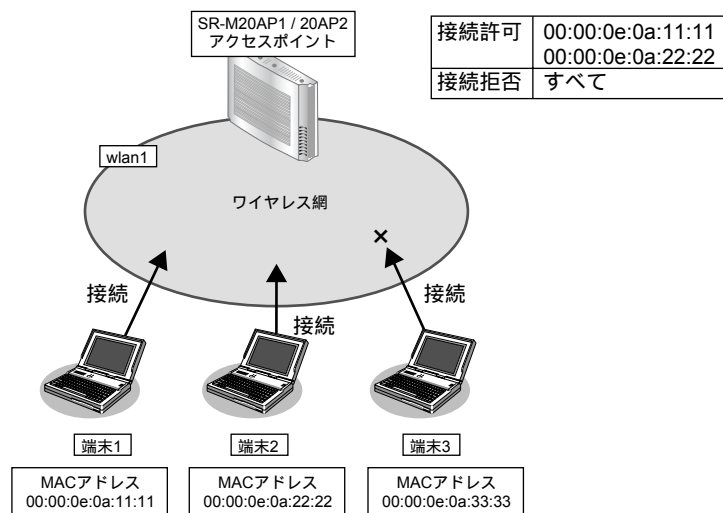 SR-M20AP1 / 20AP2
アクセスポイント
接続許可 00:00:0e:0a:11:11
00:00:0e:0a:22:22
接続拒否 すべて
wlan1
ワイヤレス網
×
接続
接続
接続
端末1
端末2
端末3
MACアドレス
00:00:0e:0a:11:11
MACアドレス
00:00:0e:0a:22:22
MACアドレス
00:00:0e:0a:33:33